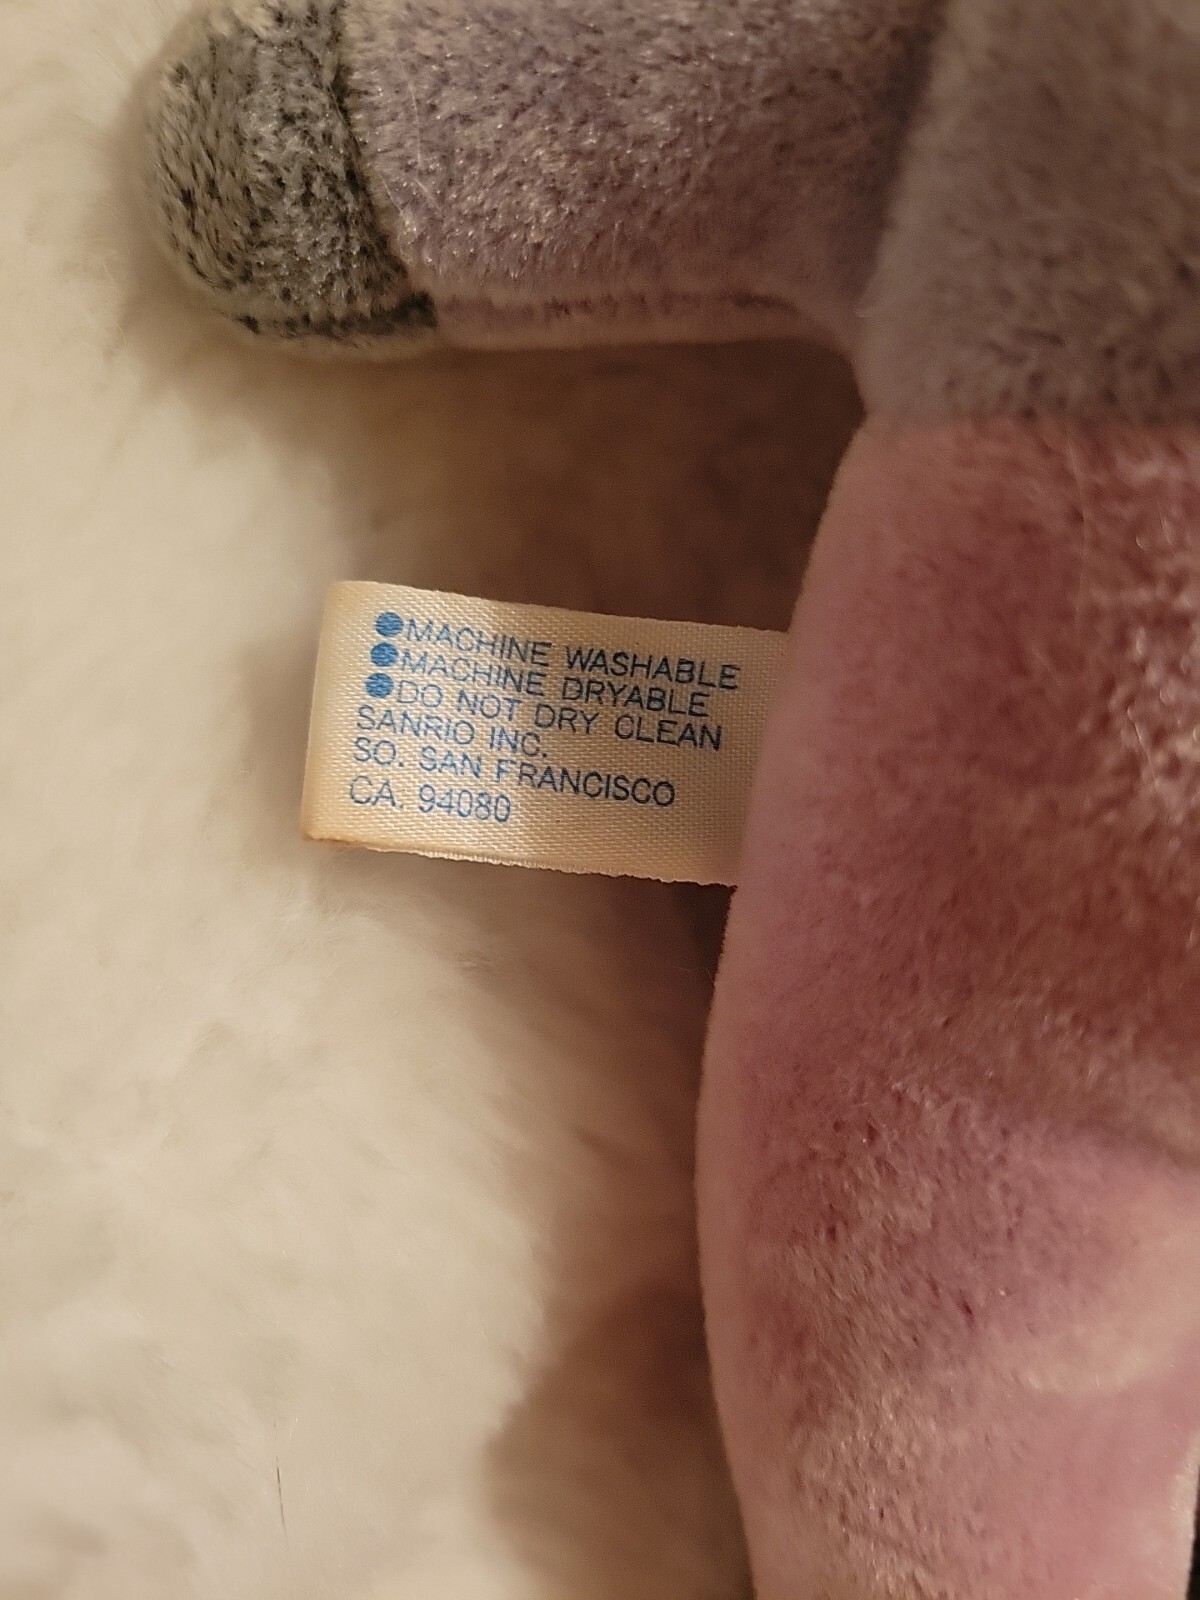 ●MACHINE WASHABLE
●MACHINE DRYABLE
●DO NOT DRY CLEAN
SANRIO INC.
SO. SAN FRANCISCO
CA. 94080